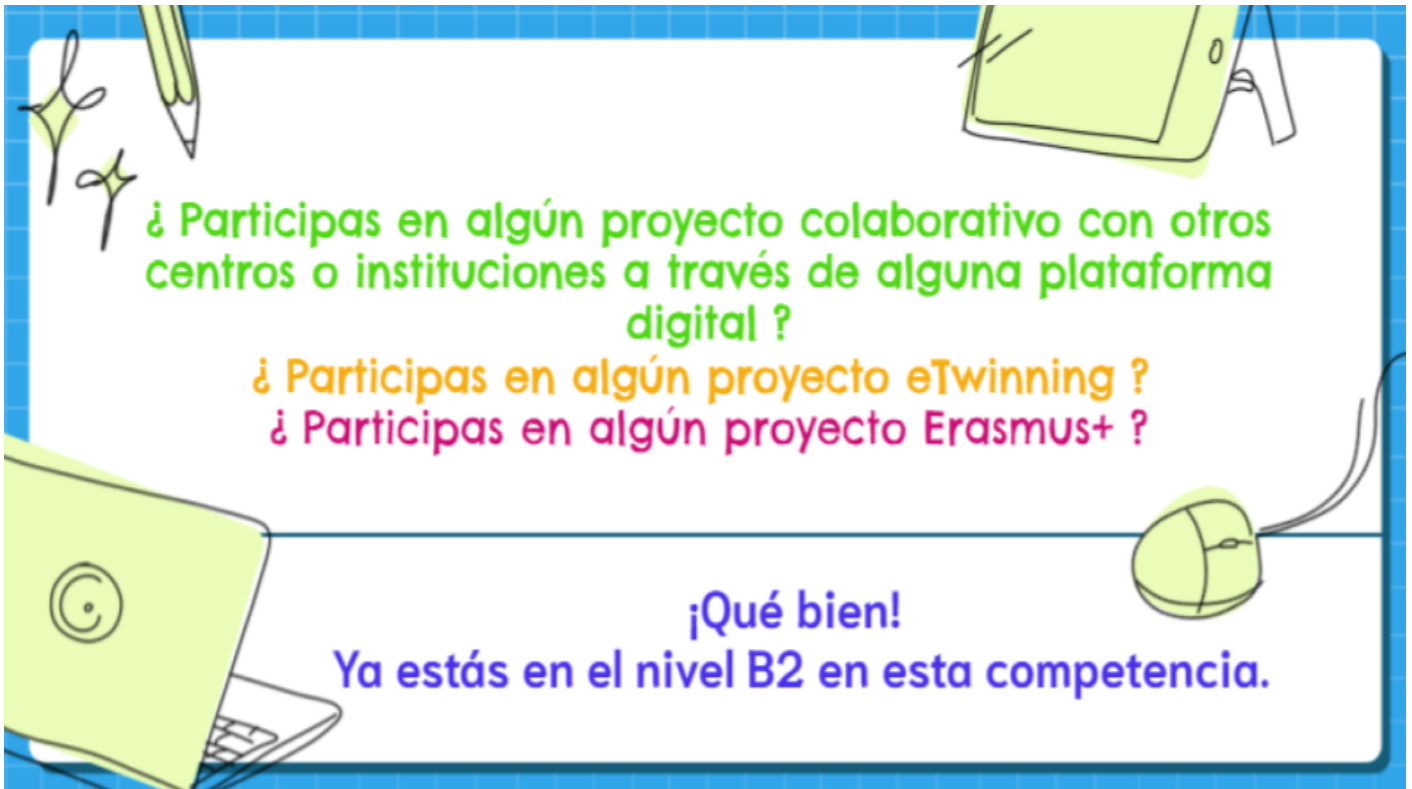 ¿ Participas en algún proyecto colaborativo con otros
centros o instituciones a través de alguna plataforma
digital ?
¿ Participas en algún proyecto eTwinning ?
¿ Participas en algún proyecto Erasmus+ ?
¡Qué bien!
Ya estás en el nivel B2 en esta competencia.